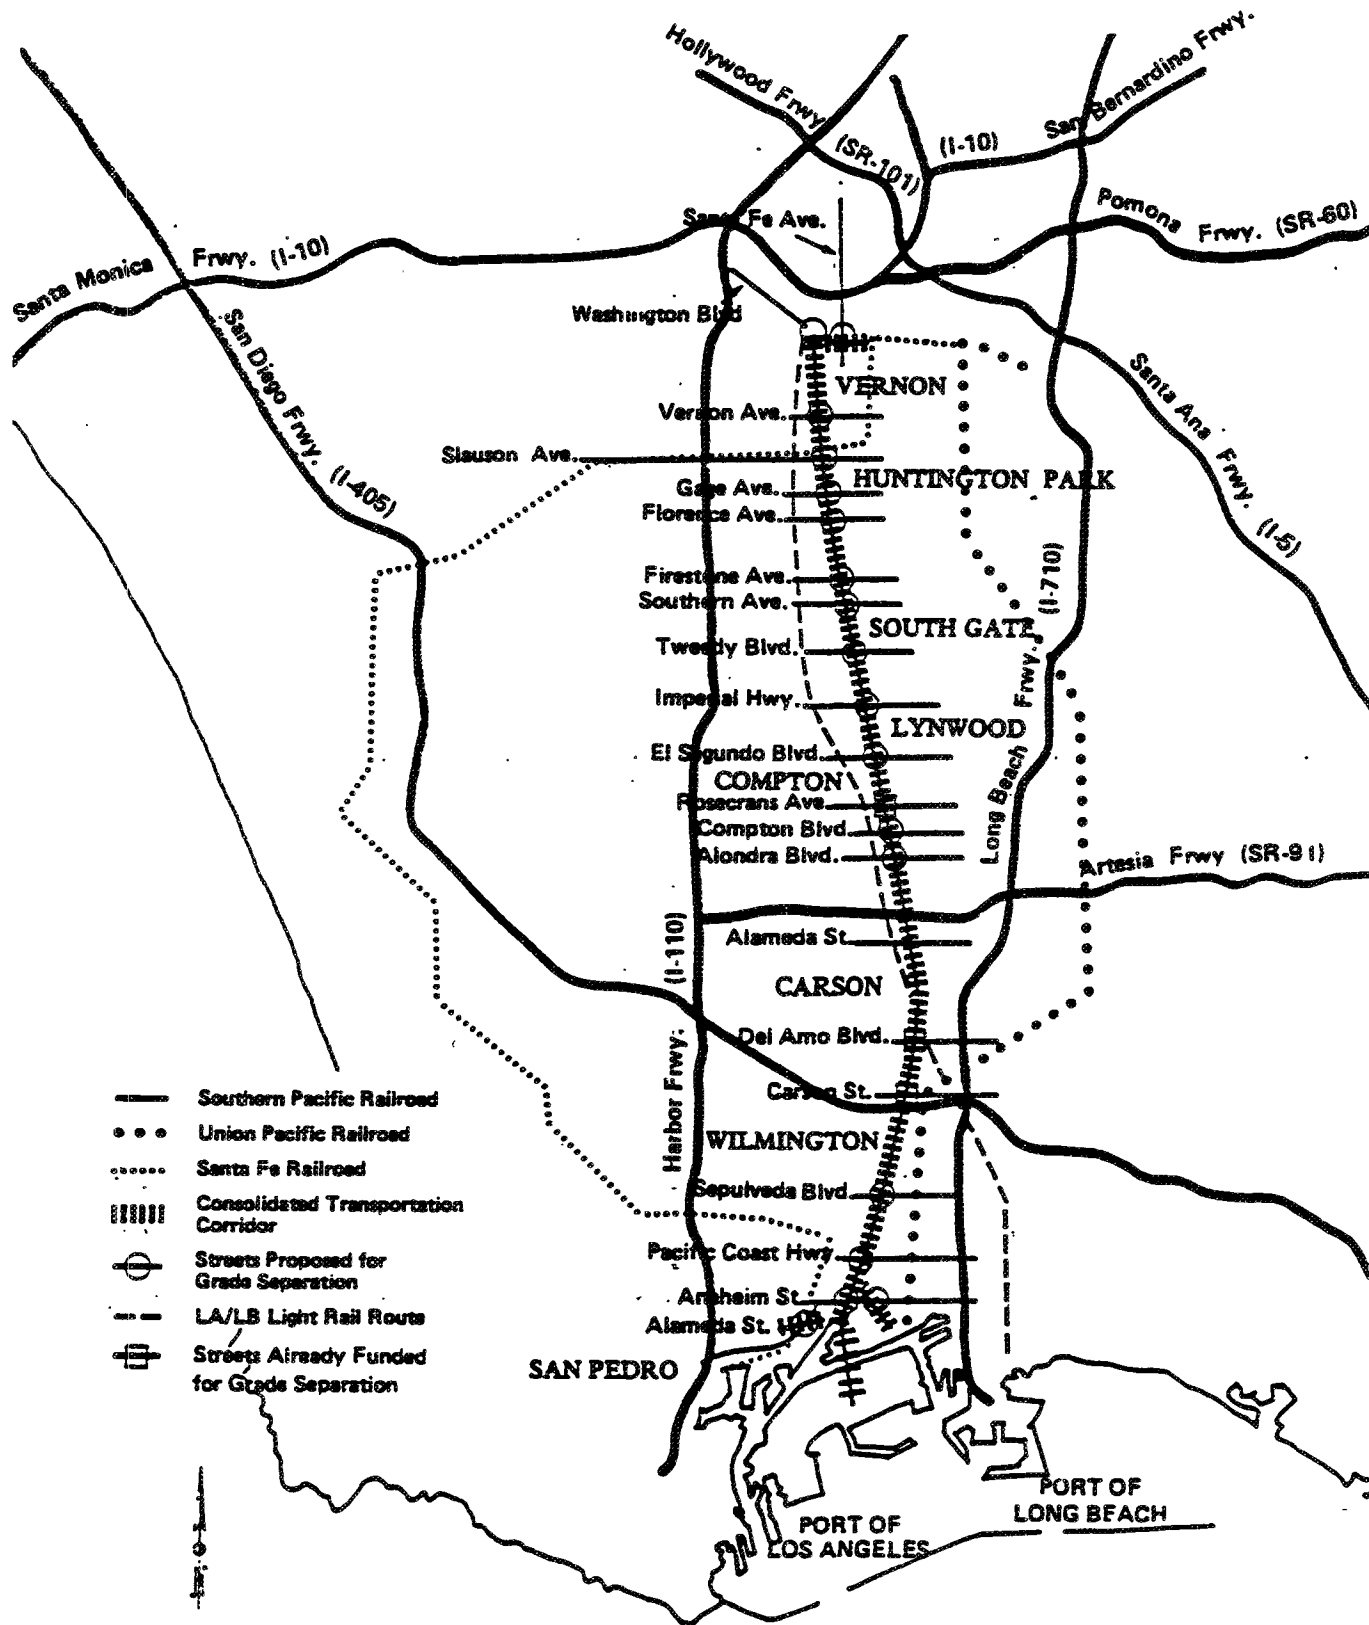 Hollywood Frwy.
(SR-101)
(I-10)
San Bernardino Frwy.
Pomona Frwy. (SR-60)
Santa Fe Ave.
Santa Monica Frwy. (I-10)
Washington Blvd
San Diego Frwy. (I-405)
Santa Ana Frwy. (I-5)
VERNON
Vernon Ave.
Slauson Ave.
HUNTINGTON PARK
Gage Ave.
Florence Ave.
Firestone Ave.
Southern Ave.
SOUTH GATE
Tweedy Blvd.
Imperial Hwy.
LYNWOOD
El Segundo Blvd.
COMPTON
Rosecrans Ave.
Compton Blvd.
Alondra Blvd.
Long Beach Frwy. (I-710)
Artesia Frwy (SR-91)
Alameda St.
CARSON
Harbor Frwy. (I-110)
Del Amo Blvd.
Carson St.
WILMINGTON
Sepulveda Blvd.
Pacific Coast Hwy
Anaheim St.
Alameda St.
SAN PEDRO
Southern Pacific Railroad
Union Pacific Railroad
Santa Fe Railroad
Consolidated Transportation
Corridor
Streets Proposed for
Grade Separation
LA/LB Light Rail Route
Streets Already Funded
for Grade Separation
PORT OF
LONG BEACH
PORT OF
LOS ANGELES